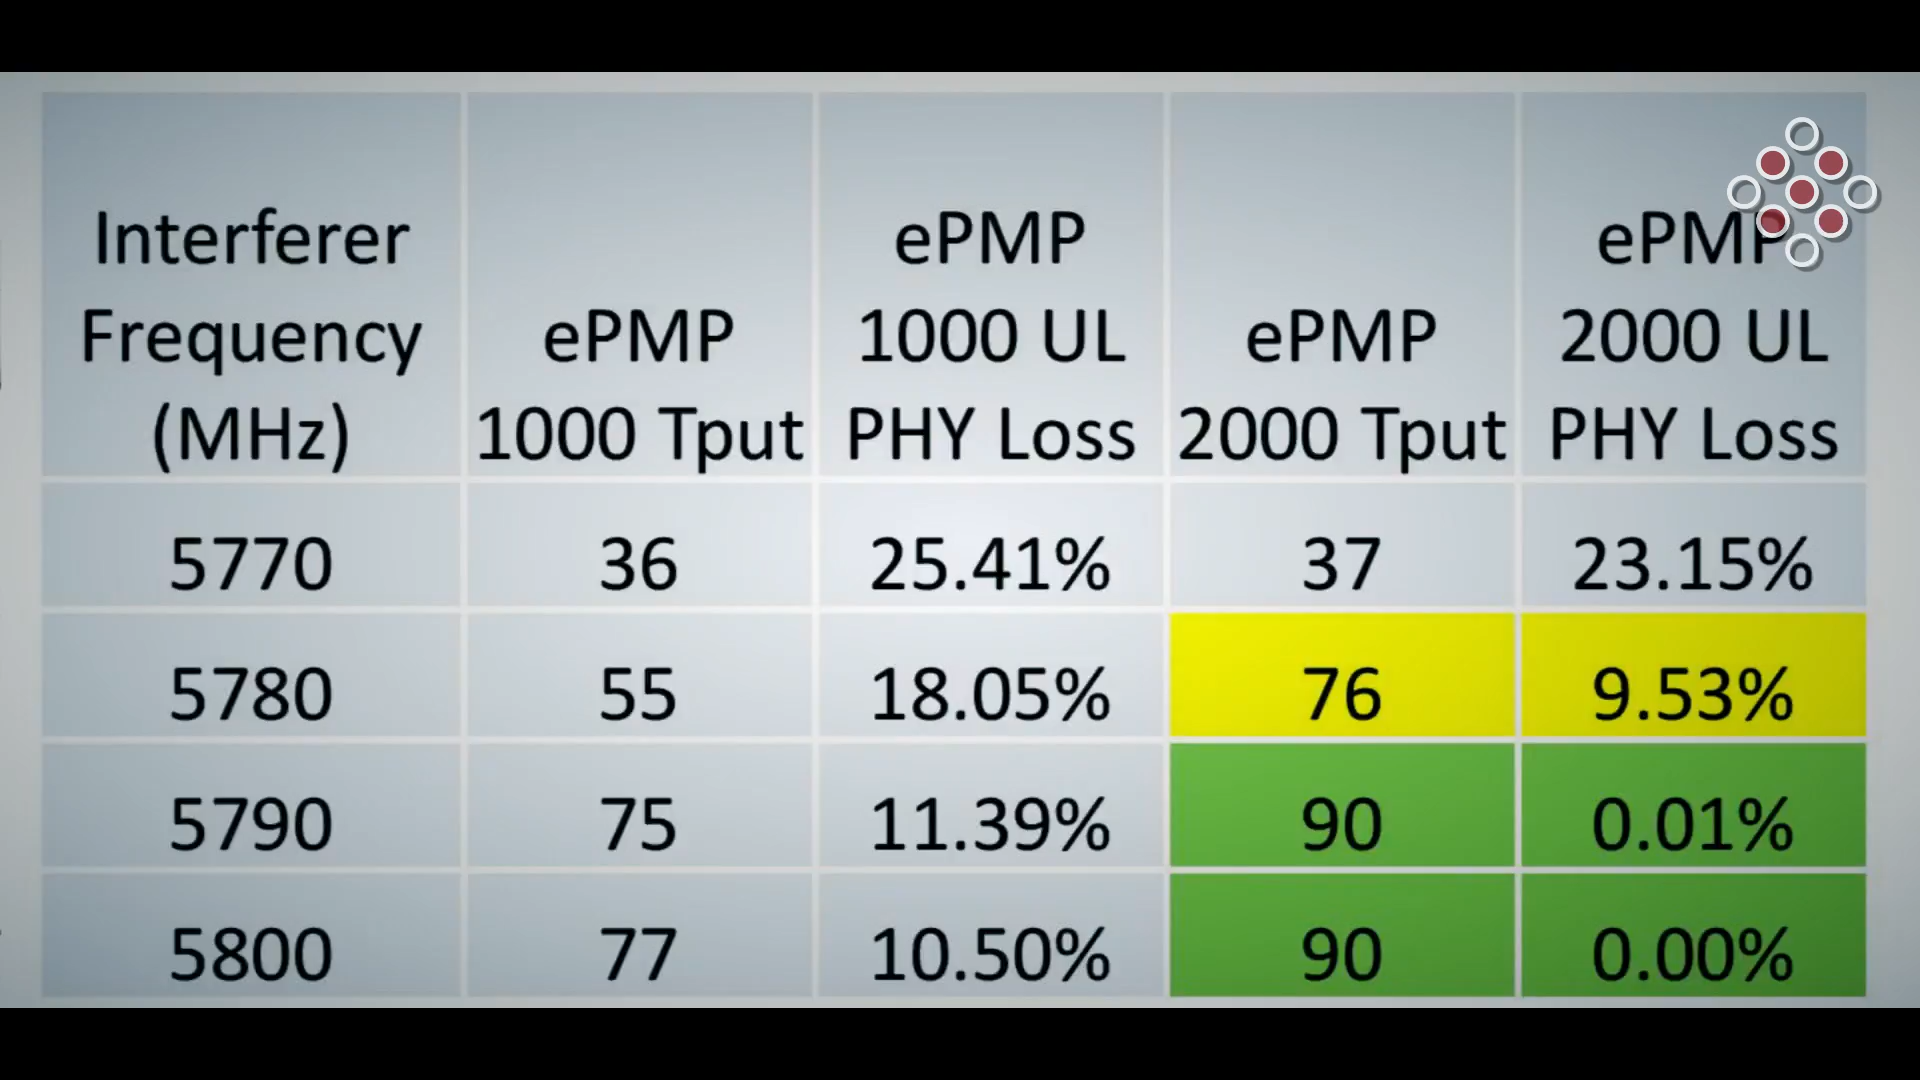 Interferer
Frequency
(MHz)
ePMP
1000 Tput
ePMP
1000 UL
PHY Loss
ePMP
2000 Tput
ePMP
2000 UL
PHY Loss
5770 36 25.41% 37 23.15%
5780 55 18.05% 76 9.53%
5790 75 11.39% 90 0.01%
5800 77 10.50% 90 0.00%